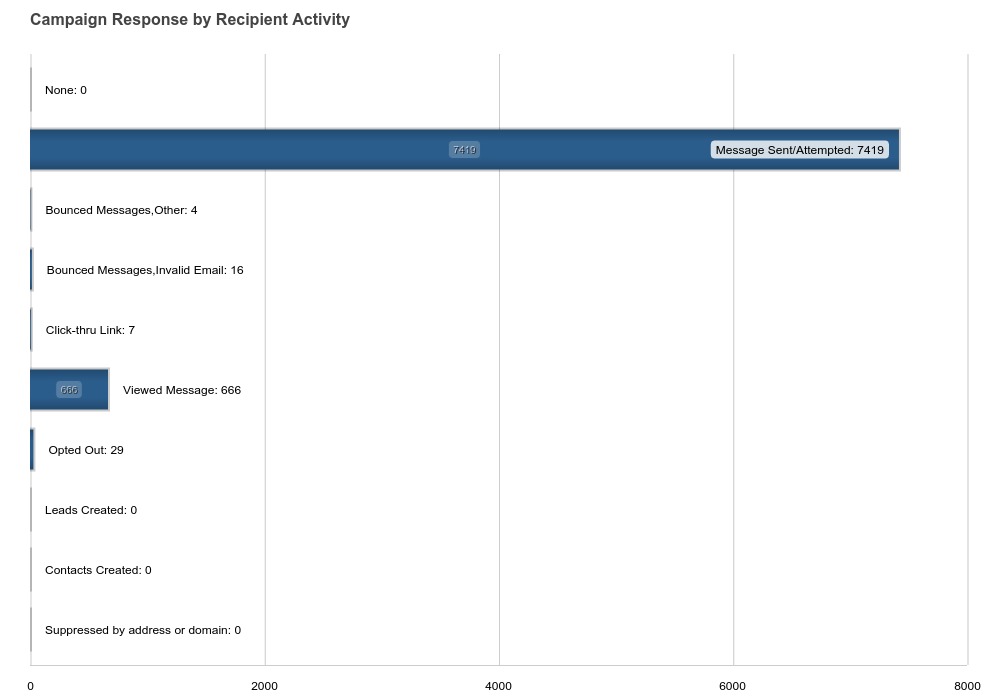 Campaign Response by Recipient Activity
None: 0
7419 Message Sent/Attempted: 7419
Bounced Messages,Other: 4
Bounced Messages,Invalid Email: 16
Click-thru Link: 7
666 Viewed Message: 666
Opted Out: 29
Leads Created: 0
Contacts Created: 0
Suppressed by address or domain: 0
0 2000 4000 6000 8000